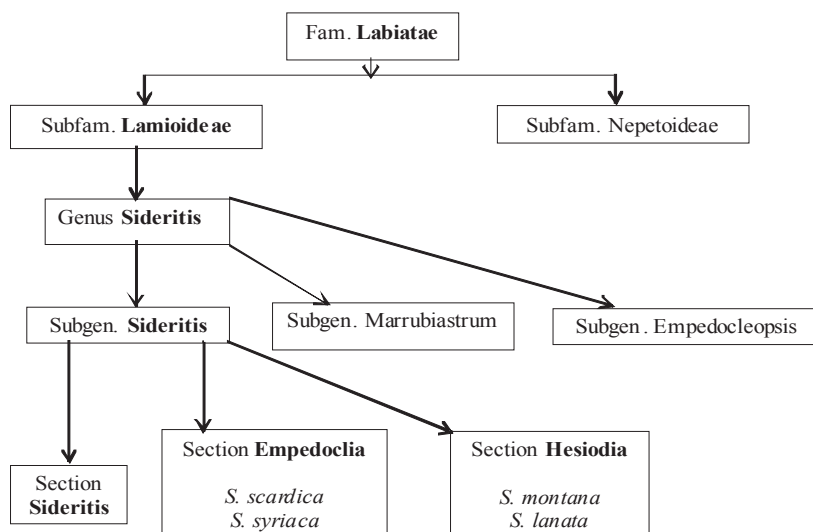 Fam. Labiatae
Subfam. Lamioideae
Subfam. Nepetoideae
Genus Sideritis
Subgen. Sideritis
Subgen. Marrubiastrum
Subgen. Empedocleopsis
Section
Sideritis
Section Empedoclia
S. scardica
S. syriaca
Section Hesiodia
S. montana
S. lanata